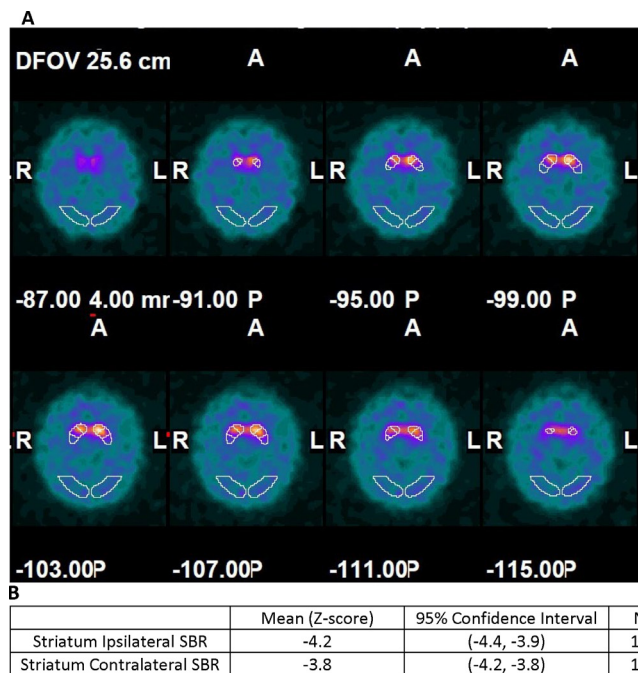 A
DFOV 25.6 cm A A A
R L R L R L R L
-87.00 4.00 mr -91.00 P -95.00 P -99.00 P
A A A A
R L R L R L R L
-103.00P -107.00P -111.00P -115.00P
B
Mean (Z-score) 95% Confidence Interval
Striatum Ipsilateral SBR -4.2 (-4.4, -3.9) 1
Striatum Contralateral SBR -3.8 (-4.2, -3.8) 1